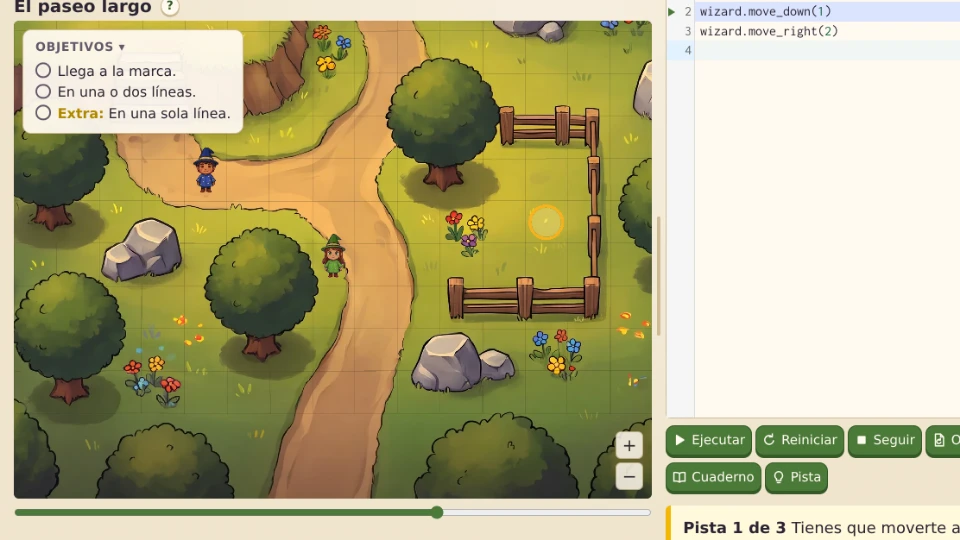 El paseo largo ?
OBJETIVOS ▾
Llega a la marca.
En una o dos líneas.
Extra: En una sola línea.
+
−
2 wizard.move_down(1)
3 wizard.move_right(2)
4
Ejecutar Reiniciar Seguir O
Cuaderno Pista
Pista 1 de 3 Tienes que moverte a